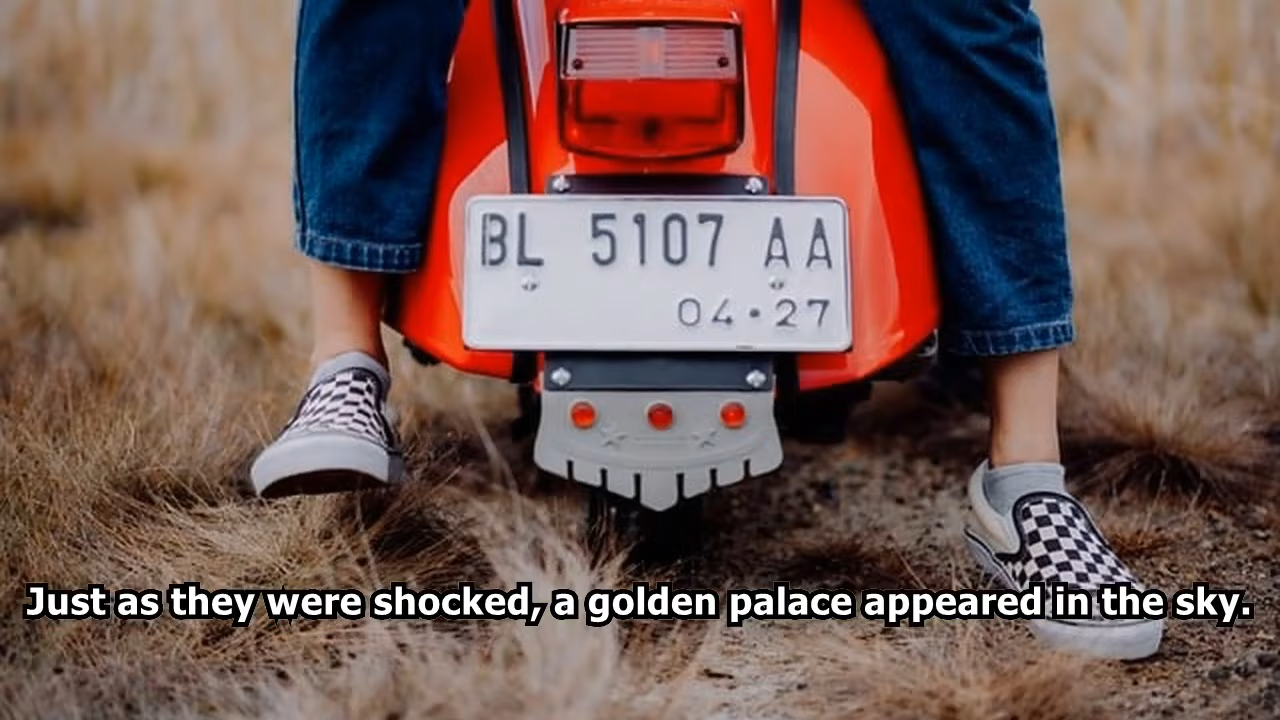 BL 5107 AA
04•27
Just as they were shocked, a golden palace appeared in the sky.